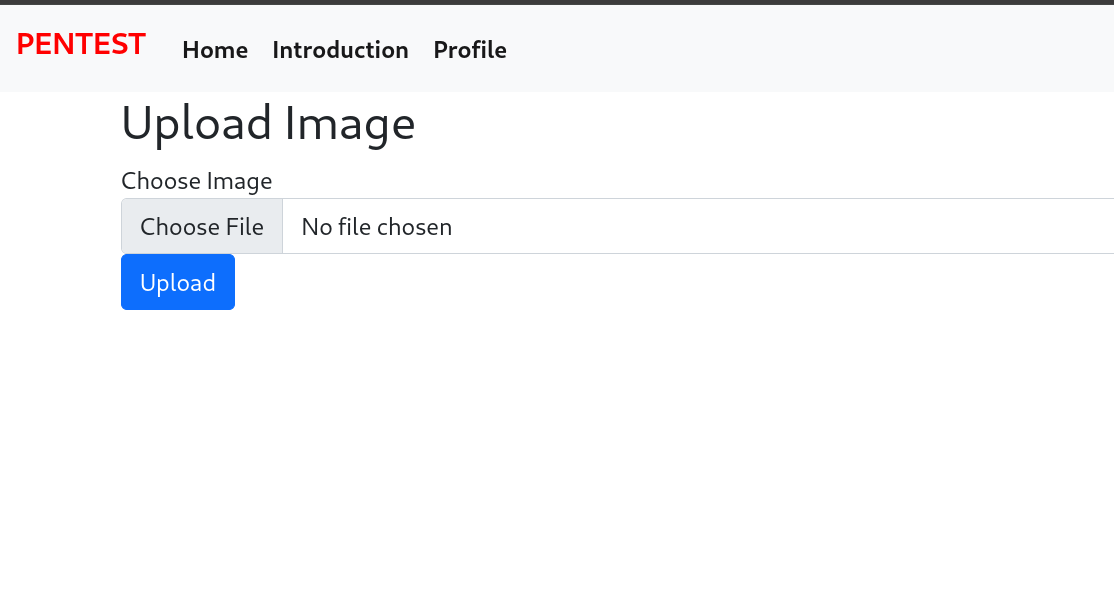 PENTEST Home Introduction Profile
Upload Image
Choose Image
Choose File No file chosen
Upload